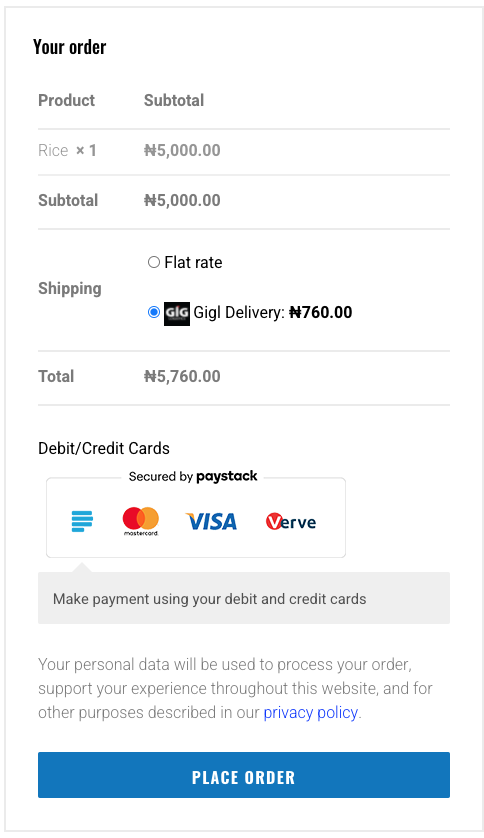 Your order
Product Subtotal
Rice × 1 ₦5,000.00
Subtotal ₦5,000.00
Flat rate
Shipping
GIG Gigl Delivery: ₦760.00
Total ₦5,760.00
Debit/Credit Cards
Secured by paystack
mastercard. VISA Verve
Make payment using your debit and credit cards
Your personal data will be used to process your order,
support your experience throughout this website, and for
other purposes described in our privacy policy.
PLACE ORDER